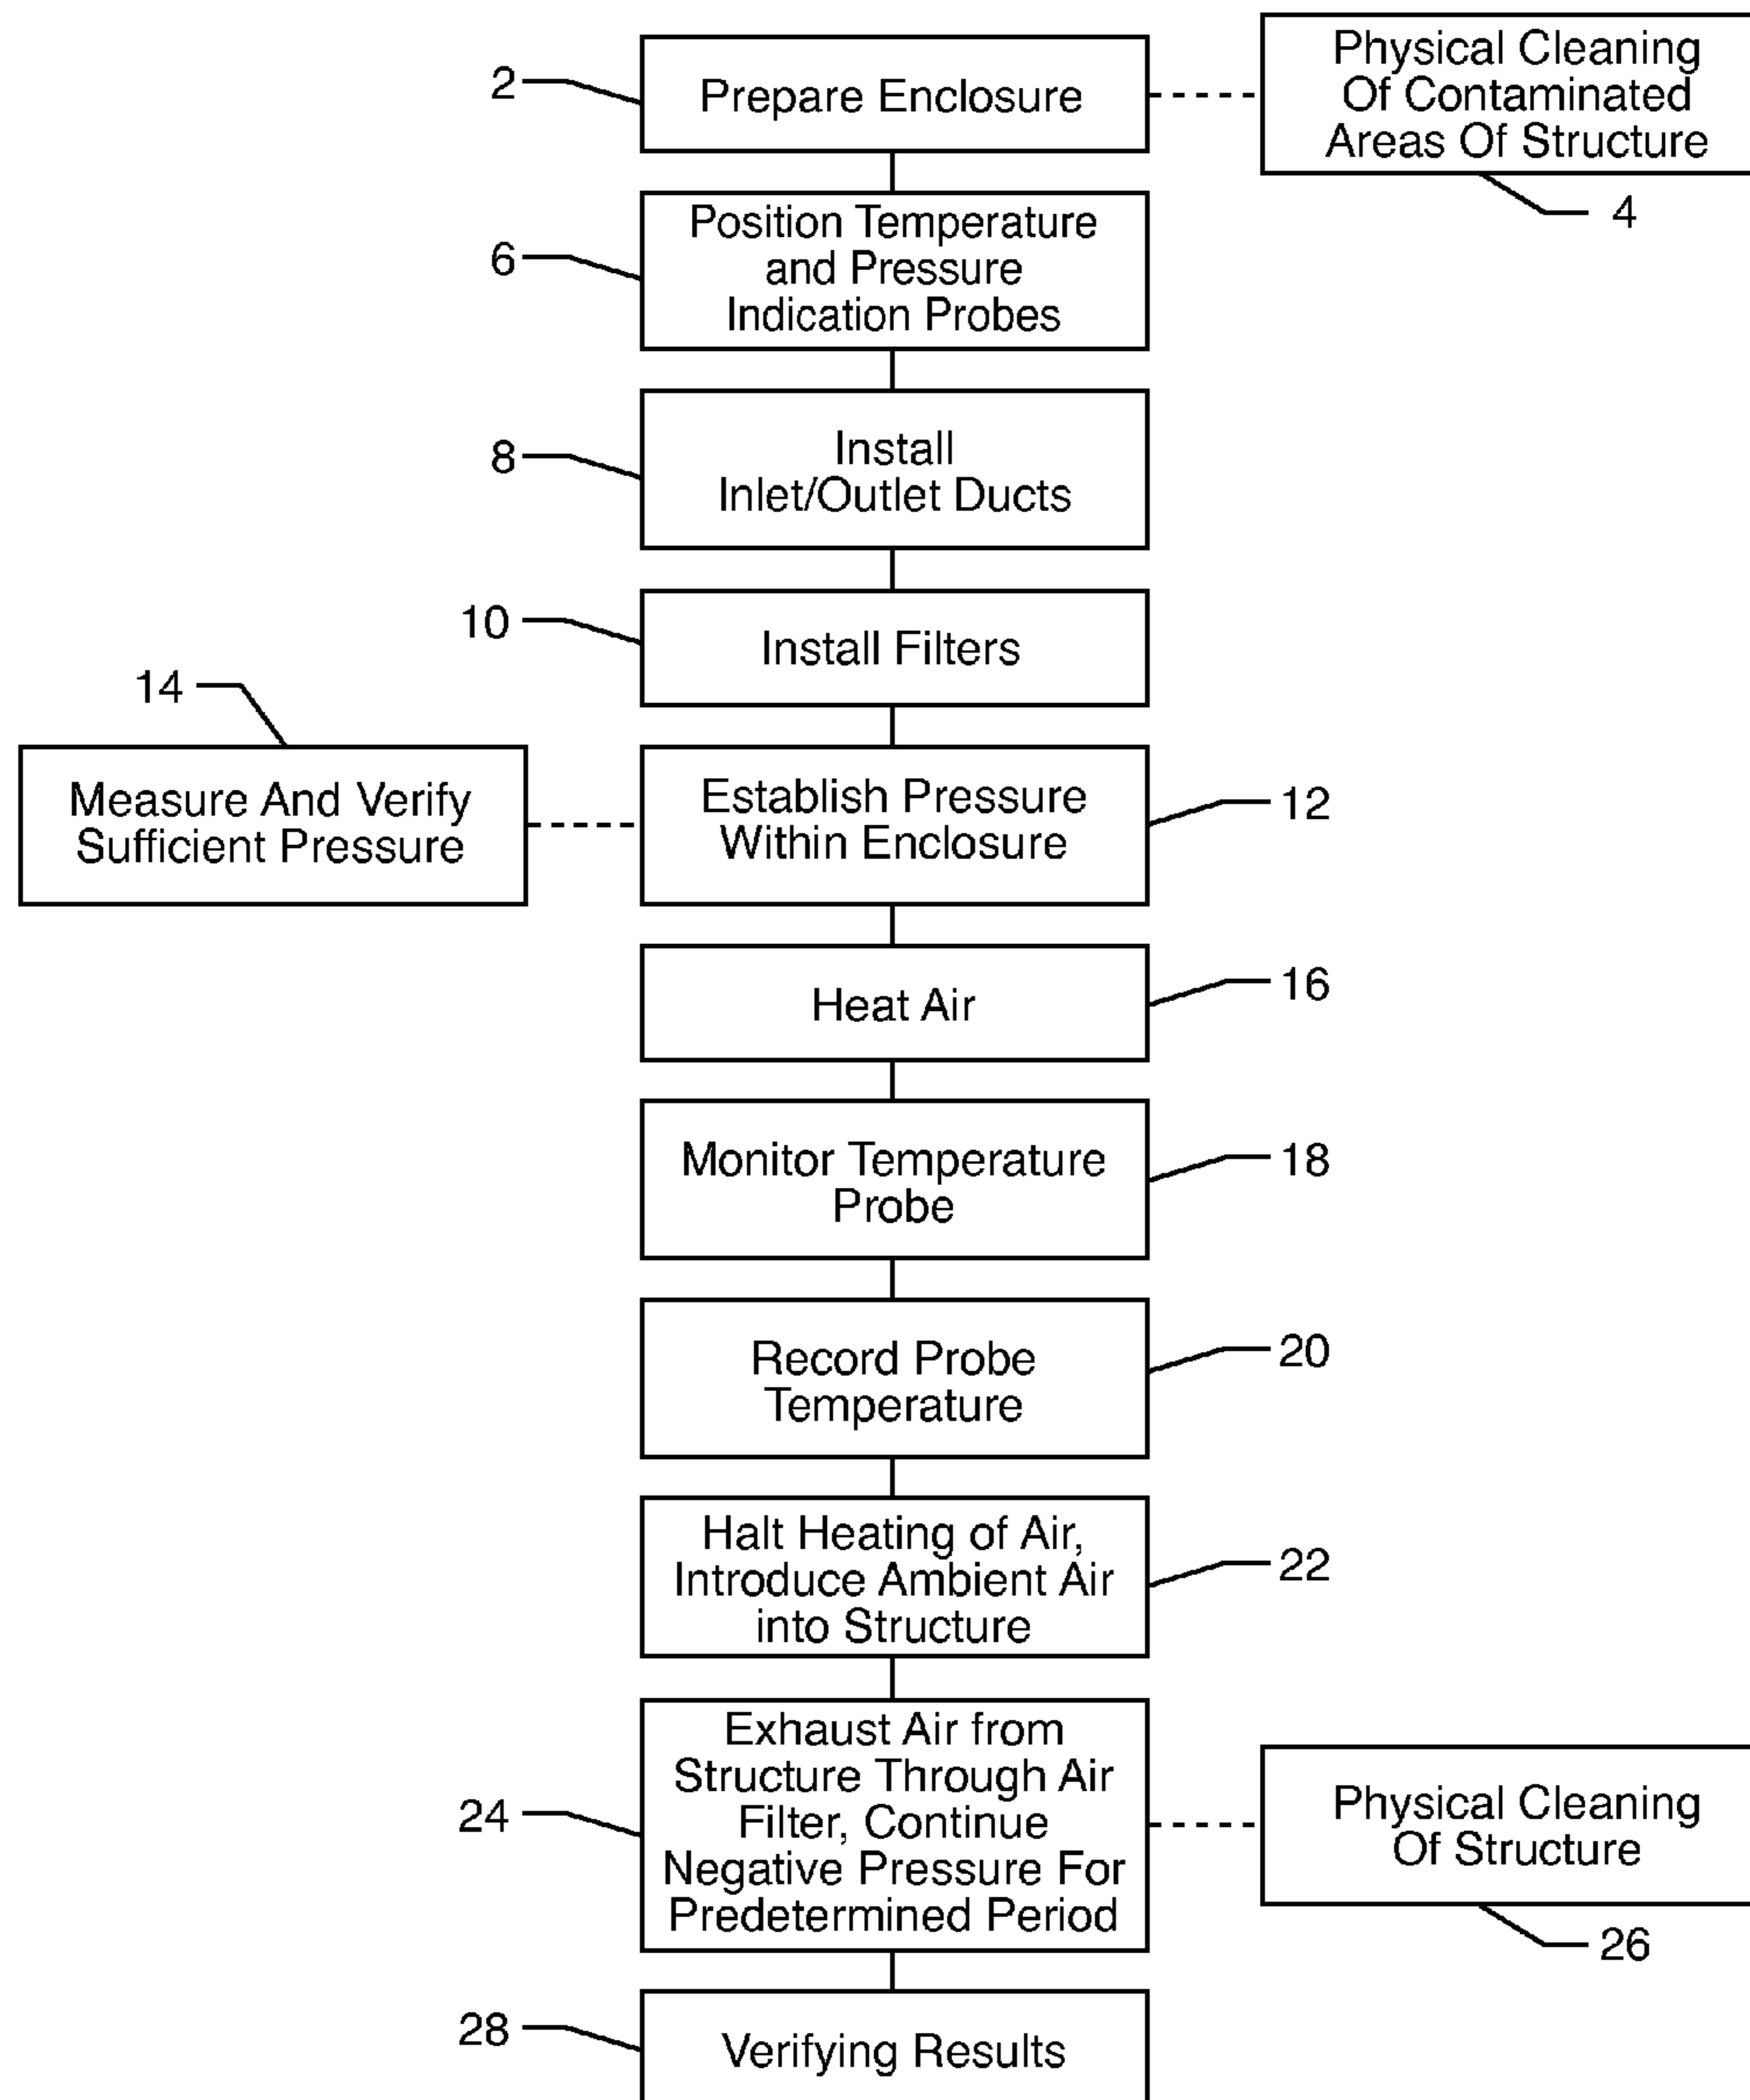 2
Prepare Enclosure
Physical Cleaning
Of Contaminated
Areas Of Structure
4
6
Position Temperature
and Pressure
Indication Probes
8
Install
Inlet/Outlet Ducts
10
Install Filters
14
Measure And Verify
Sufficient Pressure
Establish Pressure
Within Enclosure
12
Heat Air
16
Monitor Temperature
Probe
18
Record Probe
Temperature
20
Halt Heating of Air,
Introduce Ambient Air
into Structure
22
24
Exhaust Air from
Structure Through Air
Filter, Continue
Negative Pressure For
Predetermined Period
Physical Cleaning
Of Structure
26
28
Verifying Results